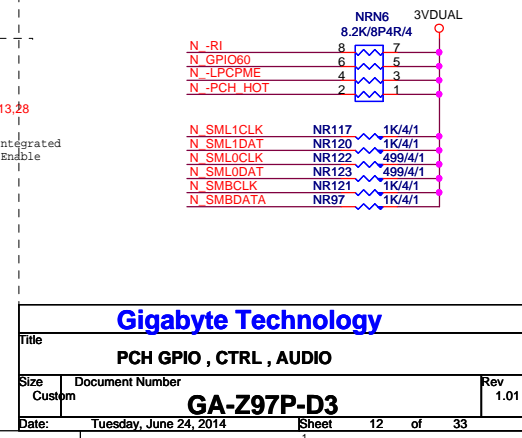 NRN6 3VDUAL
8.2K/8P4R/4
N_-RI 8 7
N_GPIO60 6 5
N_-LPCPME 4 3
N_-PCH_HOT 2 1
13,28
N_SML1CLK NR117 1K/4/1
ntegrated
N_SML1DAT NR120 1K/4/1
Enable
N_SML0CLK NR122 499/4/1
N_SML0DAT NR123 499/4/1
N_SMBCLK NR121 1K/4/1
N_SMBDATA NR97 1K/4/1
Gigabyte Technology
Title
PCH GPIO , CTRL , AUDIO
Size Document Number Rev
Custom GA-Z97P-D3 1.01
Date: Tuesday, June 24, 2014 Sheet 12 of 33
1